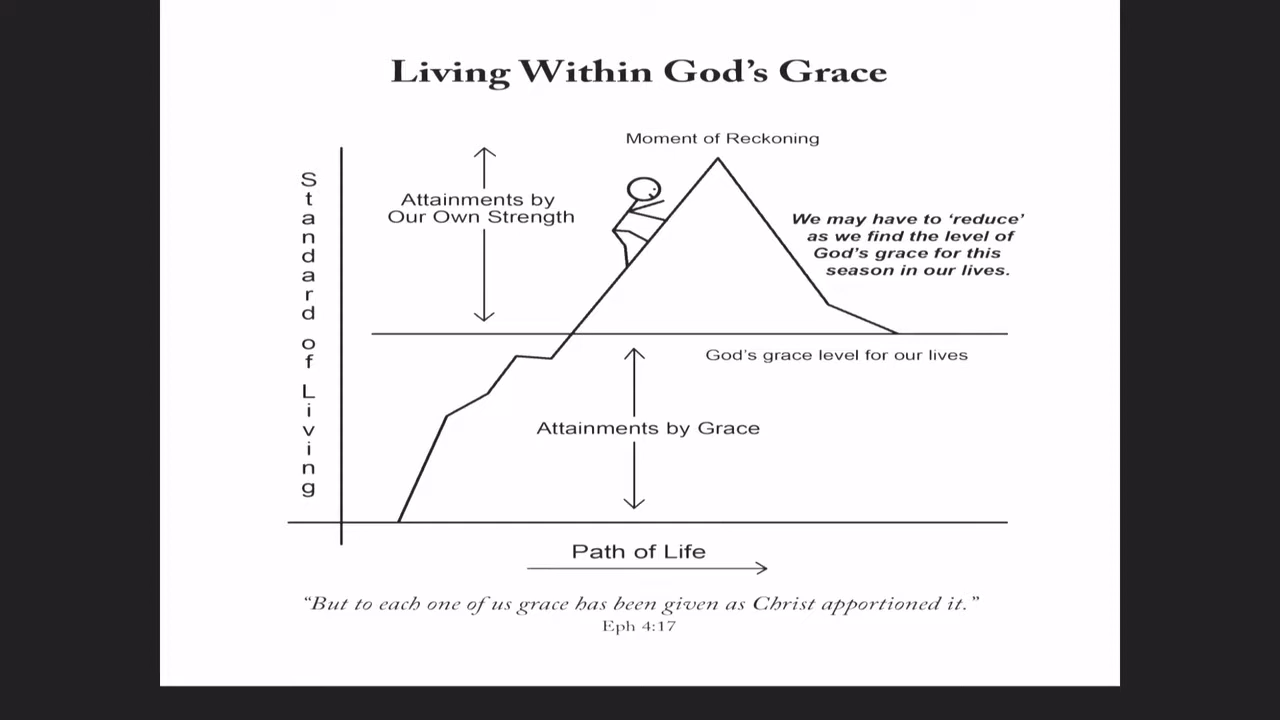 Living Within God's Grace
Moment of Reckoning
Standard of Living
Attainments by
Our Own Strength
We may have to ‘reduce’
as we find the level of
God's grace for this
season in our lives.
God's grace level for our lives
Attainments by Grace
Path of Life
“But to each one of us grace has been given as Christ apportioned it.”
Eph 4:17